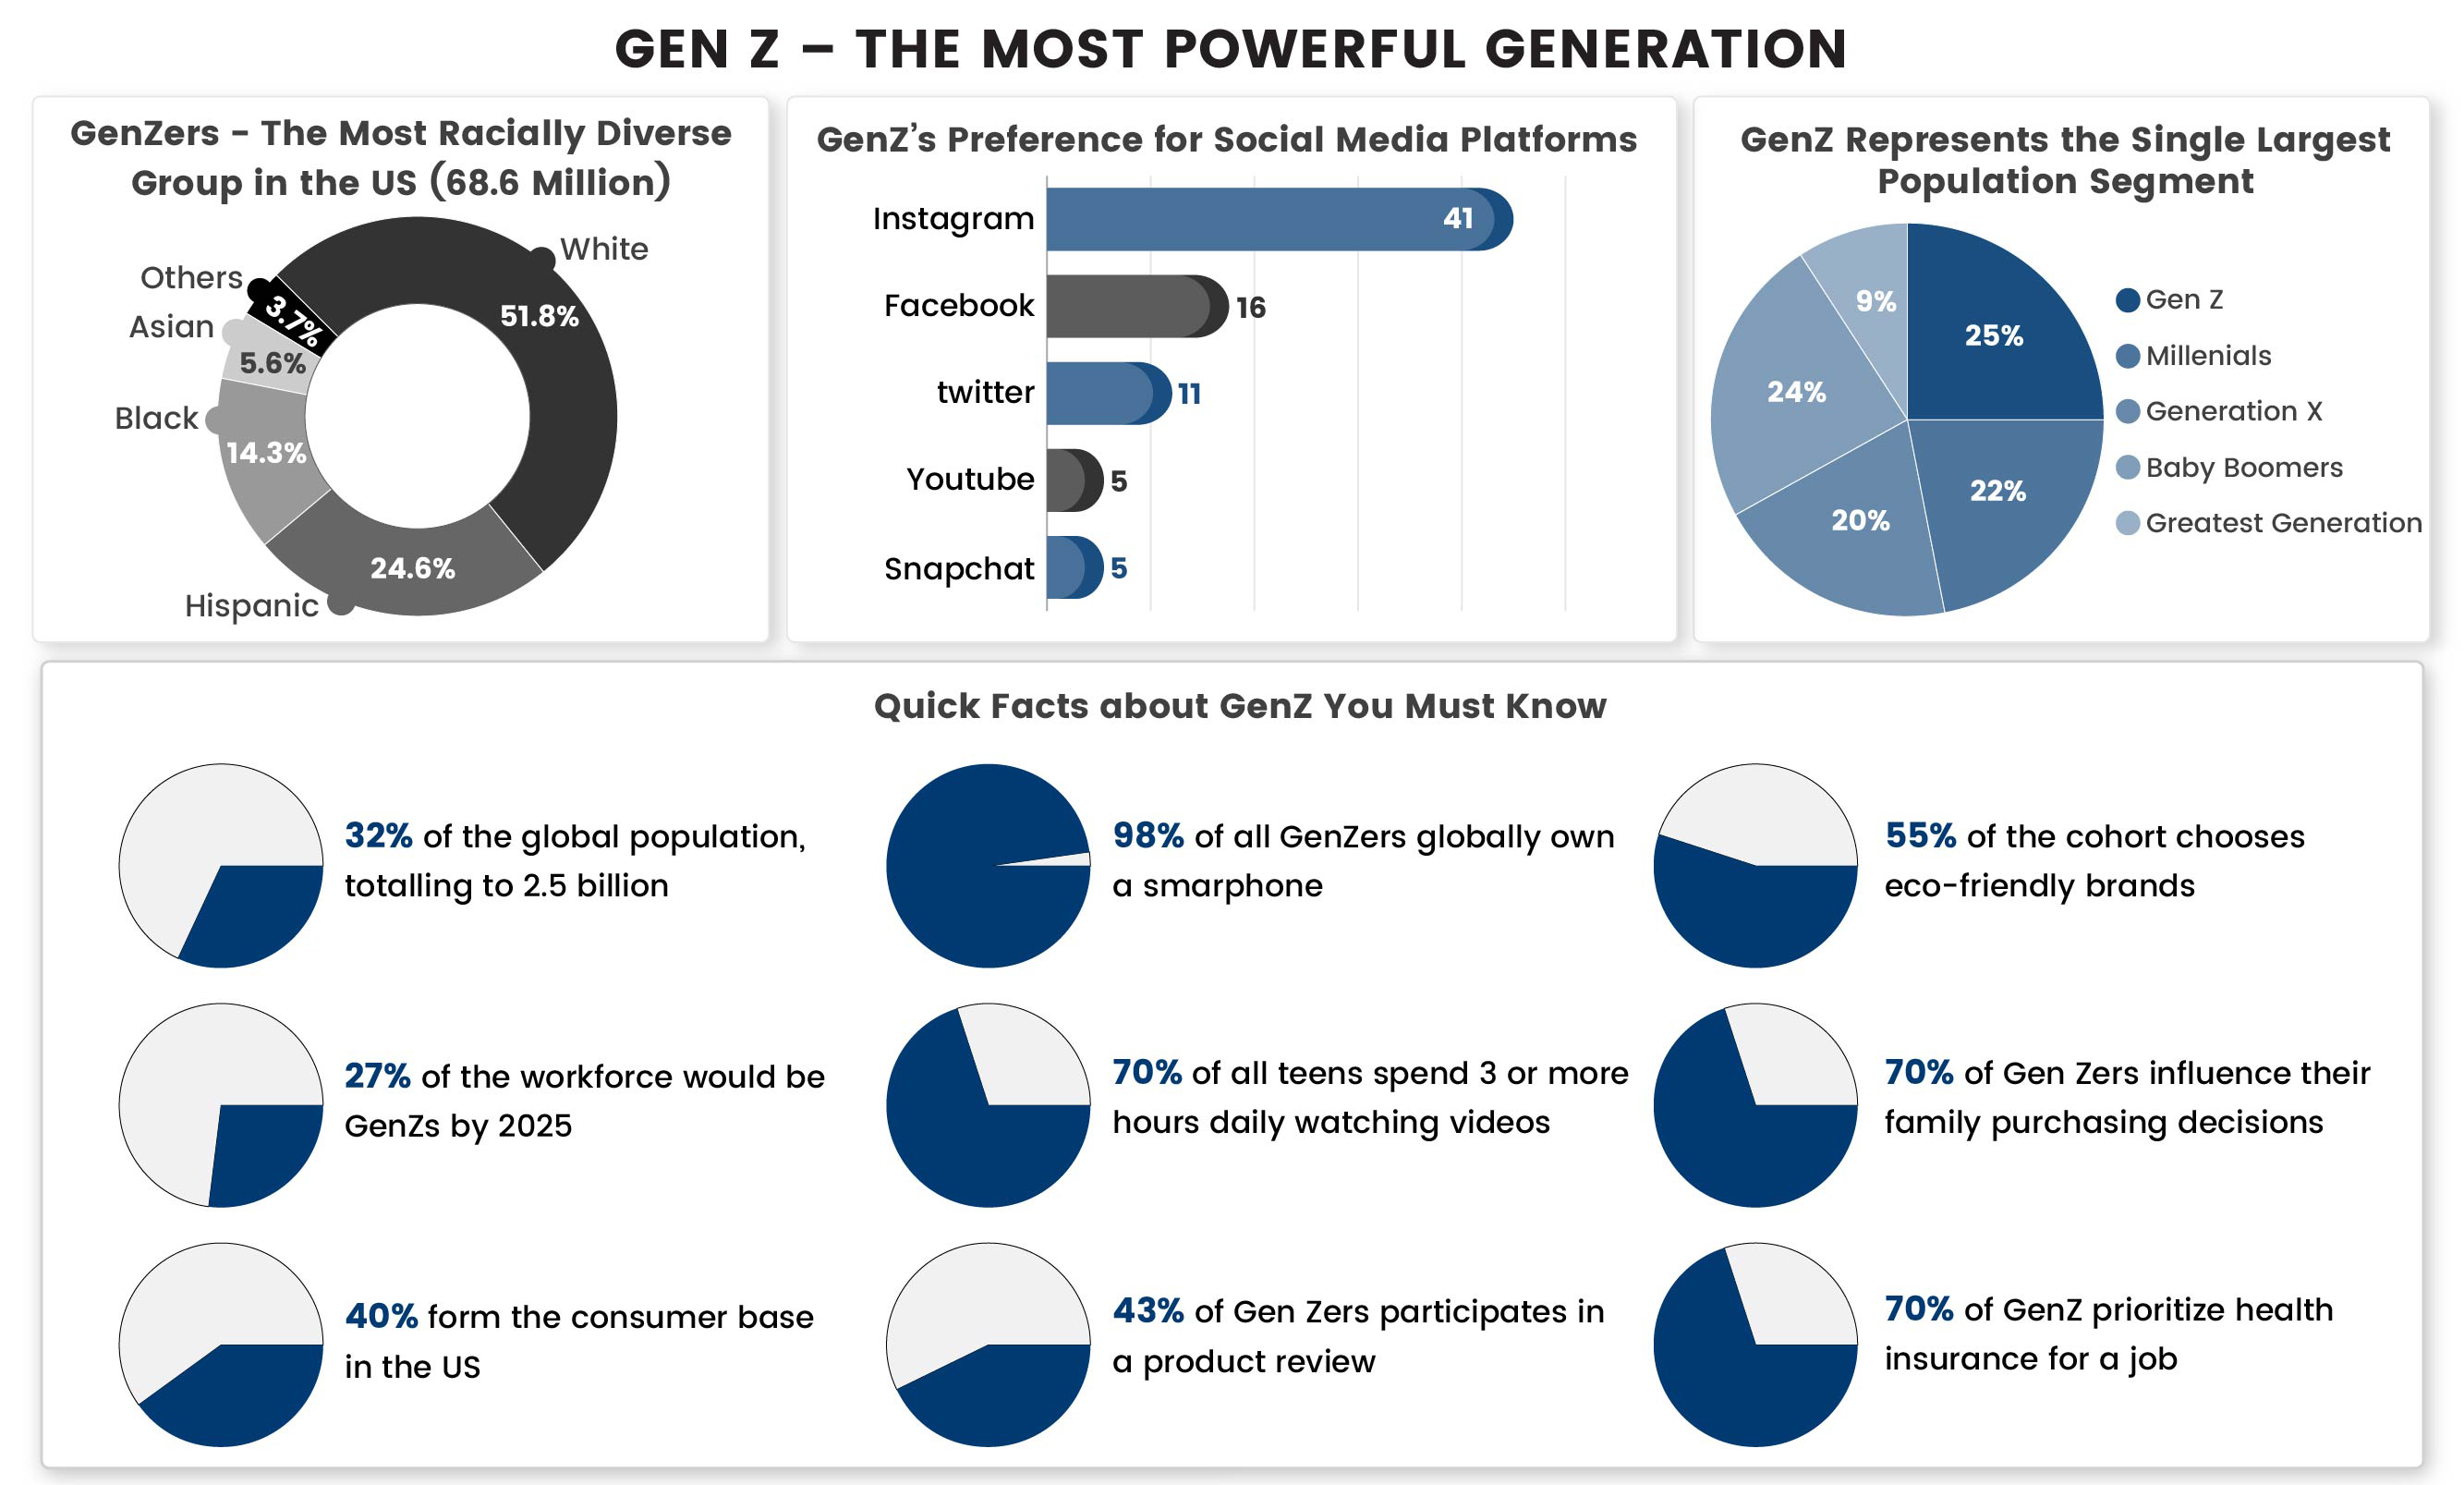 GEN Z – THE MOST POWERFUL GENERATION
GenZers - The Most Racially Diverse
Group in the US (68.6 Million)
White
Others
3.7%
51.8%
Asian
5.6%
Black
14.3%
24.6%
Hispanic
GenZ’s Preference for Social Media Platforms
Instagram 41
Facebook 16
twitter 11
Youtube 5
Snapchat 5
GenZ Represents the Single Largest
Population Segment
9%
25%
24%
22%
20%
Gen Z
Millenials
Generation X
Baby Boomers
Greatest Generation
Quick Facts about GenZ You Must Know
32% of the global population,
totalling to 2.5 billion
98% of all GenZers globally own
a smarphone
55% of the cohort chooses
eco-friendly brands
27% of the workforce would be
GenZs by 2025
70% of all teens spend 3 or more
hours daily watching videos
70% of Gen Zers influence their
family purchasing decisions
40% form the consumer base
in the US
43% of Gen Zers participates in
a product review
70% of GenZ prioritize health
insurance for a job